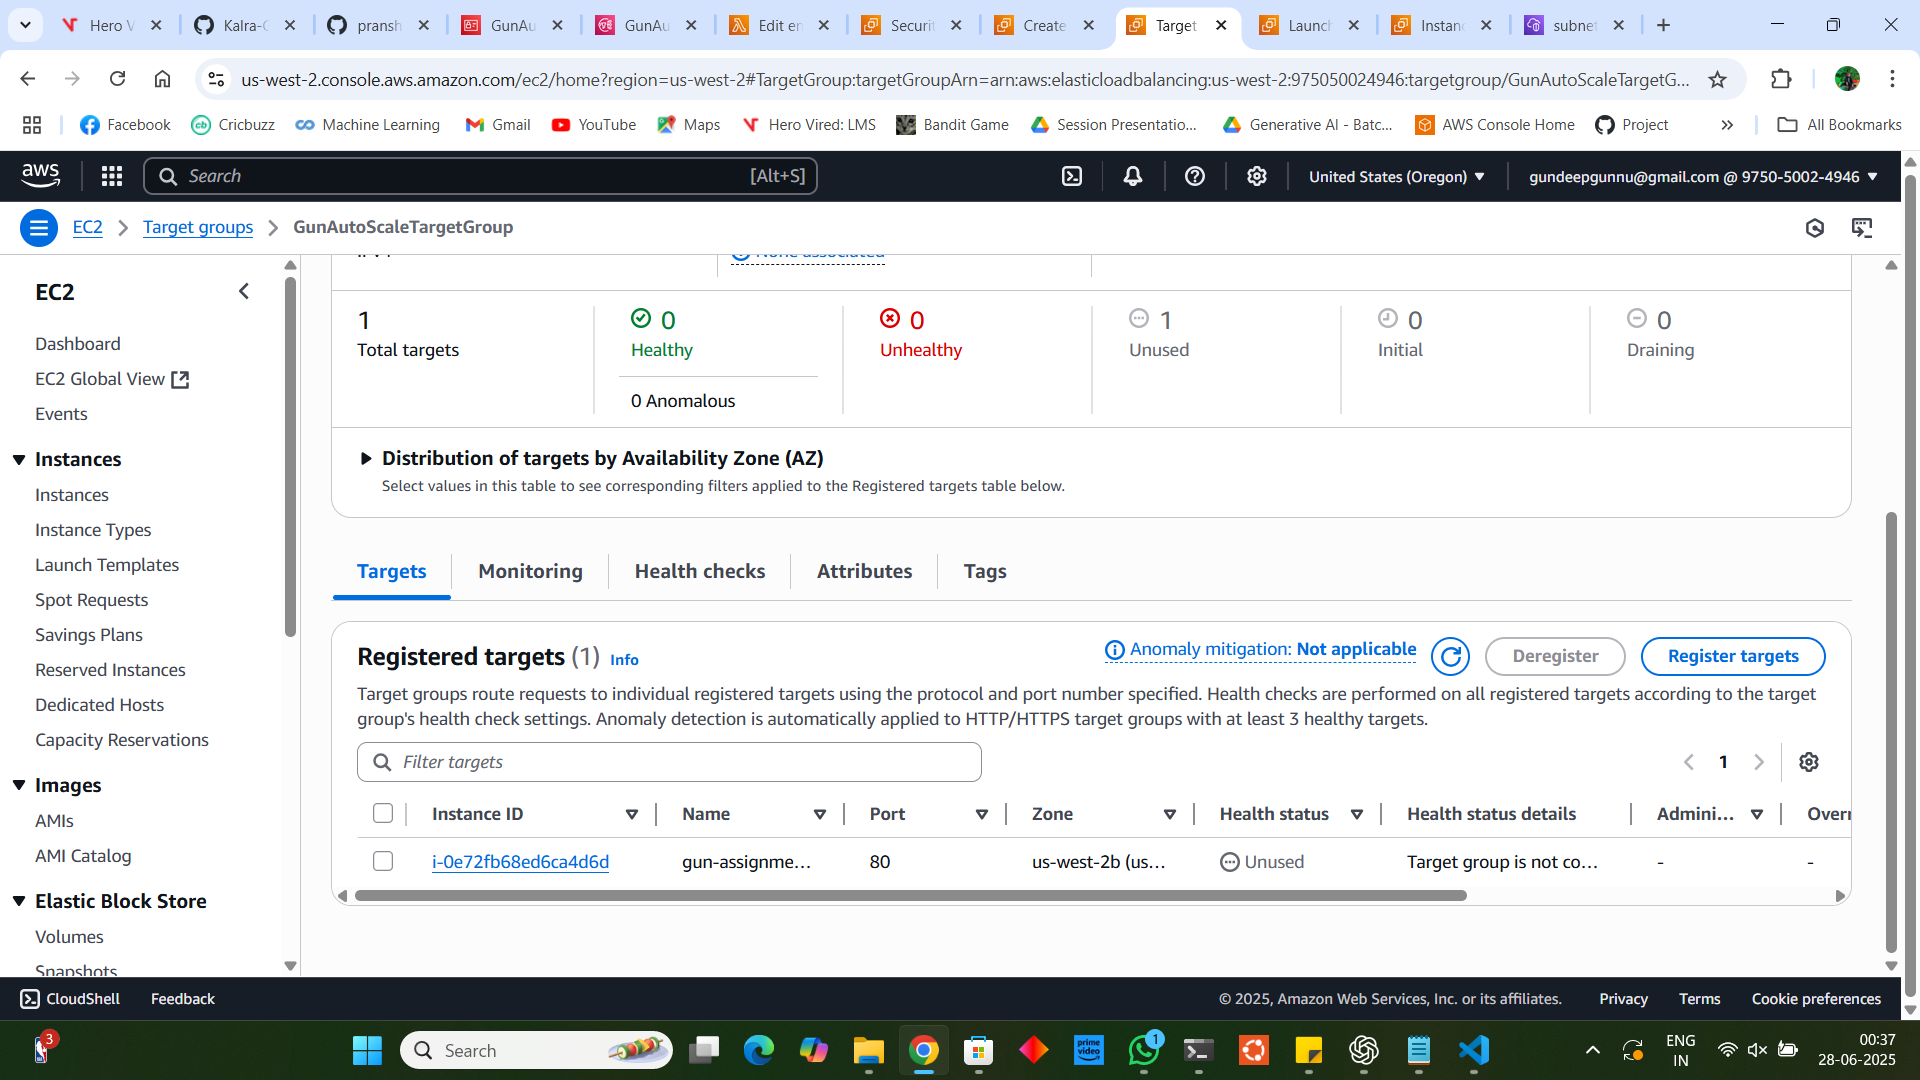 Hero V
Kalra-G
pransh
GunAu
GunAu
Edit en
Securit
Create
Target
Launch
Instanc
subnet
us-west-2.console.aws.amazon.com/ec2/home?region=us-west-2#TargetGroup:targetGroupArn=arn:aws:elasticloadbalancing:us-west-2:975050024946:targetgroup/GunAutoScaleTargetG...
Facebook
Cricbuzz
Machine Learning
Gmail
YouTube
Maps
Hero Vired: LMS
Bandit Game
Session Presentatio...
Generative AI - Batc...
AWS Console Home
Project
All Bookmarks
aws
Search
[Alt+S]
United States (Oregon)
gundeepgunnu@gmail.com @ 9750-5002-4946
EC2
Target groups
GunAutoScaleTargetGroup
EC2
Dashboard
EC2 Global View
Events
Instances
Instances
Instance Types
Launch Templates
Spot Requests
Savings Plans
Reserved Instances
Dedicated Hosts
Capacity Reservations
Images
AMIs
AMI Catalog
Elastic Block Store
Volumes
Snapshots
None associated
1
Total targets
0
Healthy
0 Anomalous
0
Unhealthy
1
Unused
0
Initial
0
Draining
Distribution of targets by Availability Zone (AZ)
Select values in this table to see corresponding filters applied to the Registered targets table below.
Targets
Monitoring
Health checks
Attributes
Tags
Registered targets (1) Info
Anomaly mitigation: Not applicable
Deregister
Register targets
Target groups route requests to individual registered targets using the protocol and port number specified. Health checks are performed on all registered targets according to the target
group's health check settings. Anomaly detection is automatically applied to HTTP/HTTPS target groups with at least 3 healthy targets.
Filter targets
1
Instance ID
Name
Port
Zone
Health status
Health status details
Admini...
Overr
i-0e72fb68ed6ca4d6d
gun-assignme...
80
us-west-2b (us...
Unused
Target group is not co...
-
-
CloudShell
Feedback
© 2025, Amazon Web Services, Inc. or its affiliates.
Privacy
Terms
Cookie preferences
3
Search
prime video
1
ENG
IN
00:37
28-06-2025